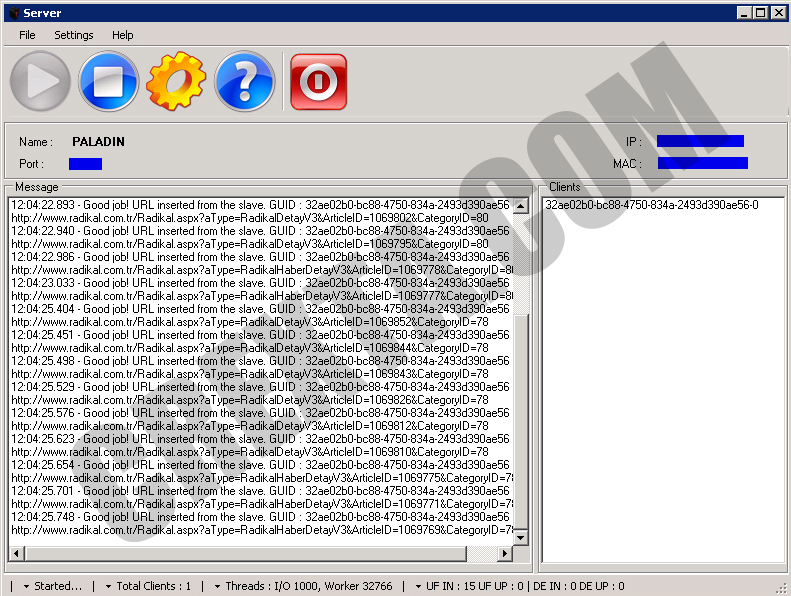 Server
File Settings Help
Name : PALADIN
IP :
Port :
MAC :
Message
Clients
12:04:22.893 - Good job! URL inserted from the slave. GUID : 32ae02b0-bc88-4750-834a-2493d390ae56
http://www.radikal.com.tr/Radikal.aspx?aType=RadikalDetayV3&ArticleID=1069802&CategoryID=80
12:04:22.940 - Good job! URL inserted from the slave. GUID : 32ae02b0-bc88-4750-834a-2493d390ae56
http://www.radikal.com.tr/Radikal.aspx?aType=RadikalDetayV3&ArticleID=1069795&CategoryID=80
12:04:22.986 - Good job! URL inserted from the slave. GUID : 32ae02b0-bc88-4750-834a-2493d390ae56
http://www.radikal.com.tr/Radikal.aspx?aType=RadikalHaberDetayV3&ArticleID=1069778&CategoryID=80
12:04:23.033 - Good job! URL inserted from the slave. GUID : 32ae02b0-bc88-4750-834a-2493d390ae56
http://www.radikal.com.tr/Radikal.aspx?aType=RadikalHaberDetayV3&ArticleID=1069777&CategoryID=80
12:04:25.404 - Good job! URL inserted from the slave. GUID : 32ae02b0-bc88-4750-834a-2493d390ae56
http://www.radikal.com.tr/Radikal.aspx?aType=RadikalDetayV3&ArticleID=1069852&CategoryID=78
12:04:25.451 - Good job! URL inserted from the slave. GUID : 32ae02b0-bc88-4750-834a-2493d390ae56
http://www.radikal.com.tr/Radikal.aspx?aType=RadikalDetayV3&ArticleID=1069844&CategoryID=78
12:04:25.498 - Good job! URL inserted from the slave. GUID : 32ae02b0-bc88-4750-834a-2493d390ae56
http://www.radikal.com.tr/Radikal.aspx?aType=RadikalDetayV3&ArticleID=1069843&CategoryID=78
12:04:25.529 - Good job! URL inserted from the slave. GUID : 32ae02b0-bc88-4750-834a-2493d390ae56
http://www.radikal.com.tr/Radikal.aspx?aType=RadikalDetayV3&ArticleID=1069826&CategoryID=78
12:04:25.576 - Good job! URL inserted from the slave. GUID : 32ae02b0-bc88-4750-834a-2493d390ae56
http://www.radikal.com.tr/Radikal.aspx?aType=RadikalDetayV3&ArticleID=1069812&CategoryID=78
12:04:25.623 - Good job! URL inserted from the slave. GUID : 32ae02b0-bc88-4750-834a-2493d390ae56
http://www.radikal.com.tr/Radikal.aspx?aType=RadikalDetayV3&ArticleID=1069810&CategoryID=78
12:04:25.654 - Good job! URL inserted from the slave. GUID : 32ae02b0-bc88-4750-834a-2493d390ae56
http://www.radikal.com.tr/Radikal.aspx?aType=RadikalHaberDetayV3&ArticleID=1069775&CategoryID=78
12:04:25.701 - Good job! URL inserted from the slave. GUID : 32ae02b0-bc88-4750-834a-2493d390ae56
http://www.radikal.com.tr/Radikal.aspx?aType=RadikalHaberDetayV3&ArticleID=1069771&CategoryID=78
12:04:25.748 - Good job! URL inserted from the slave. GUID : 32ae02b0-bc88-4750-834a-2493d390ae56
http://www.radikal.com.tr/Radikal.aspx?aType=RadikalHaberDetayV3&ArticleID=1069769&CategoryID=78
32ae02b0-bc88-4750-834a-2493d390ae56-0
| Started... | Total Clients : 1 | Threads : I/O 1000, Worker 32766 | UF IN : 15 UF UP : 0 | DE IN : 0 DE UP : 0